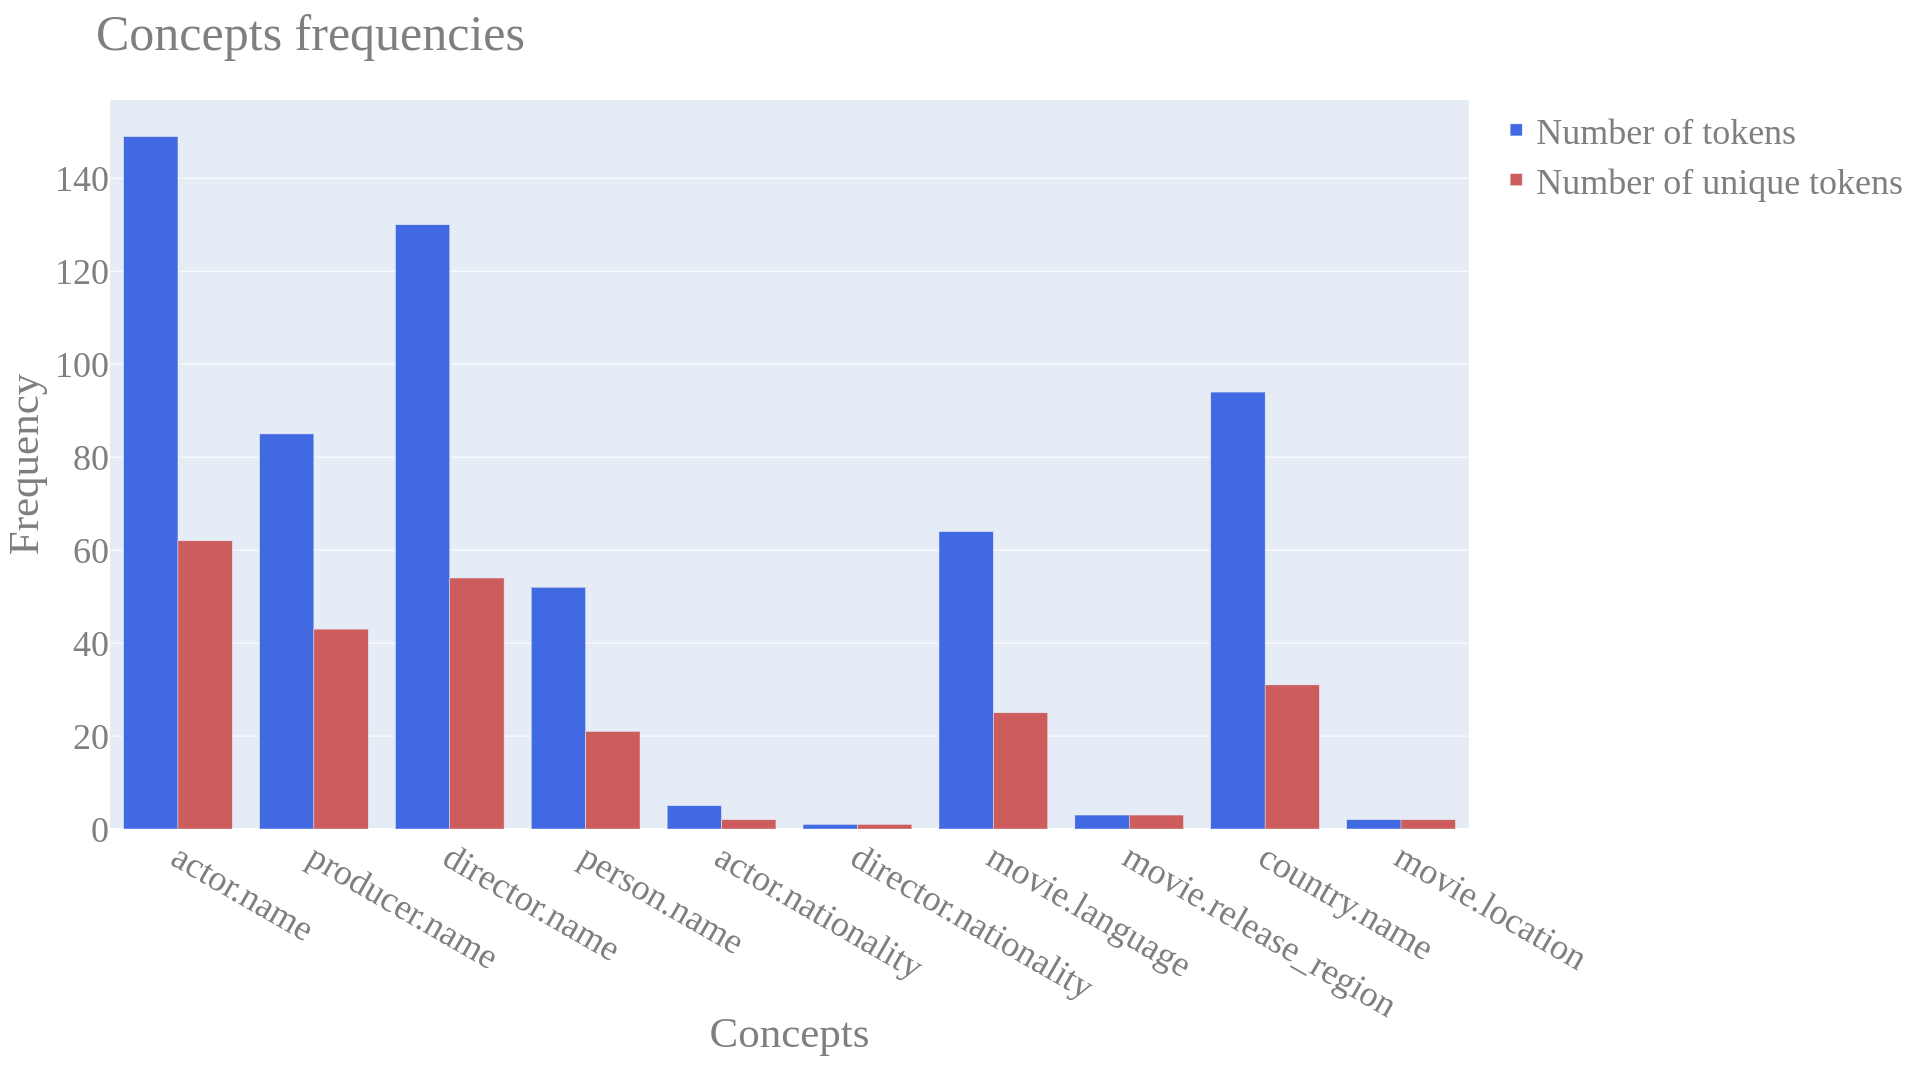 Concepts frequencies
Number of tokens
Number of unique tokens
Frequency
140
120
100
80
60
40
20
0
actor.name
producer.name
director.name
person.name
actor.nationality
director.nationality
movie.language
movie.release_region
country.name
movie.location
Concepts